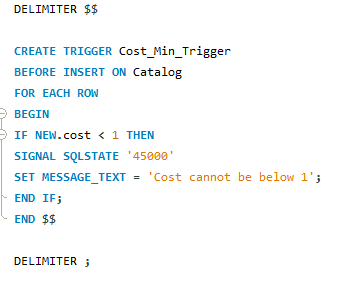 DELIMITER $$
CREATE TRIGGER Cost_Min_Trigger
BEFORE INSERT ON Catalog
FOR EACH ROW
BEGIN
IF NEW.cost < 1 THEN
SIGNAL SQLSTATE '45000'
SET MESSAGE_TEXT = 'Cost cannot be below 1';
END IF;
END $$
DELIMITER ;